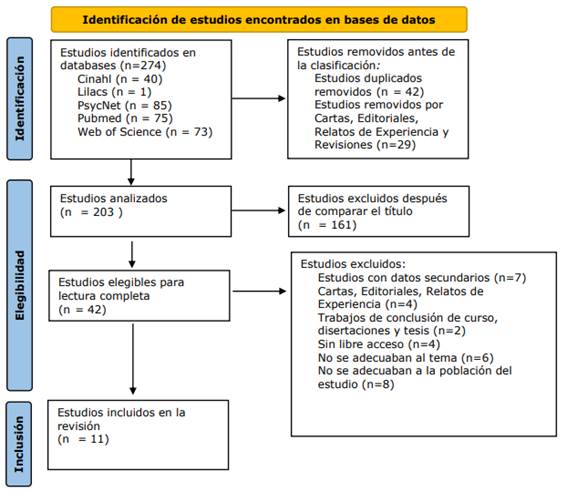 Identificación de estudios encontrados en bases de datos
Identificación
Estudios identificados en
databases (n=274)
Cinahl (n = 40)
Lilacs (n = 1)
PsycNet (n = 85)
Pubmed (n = 75)
Web of Science (n = 73)
Estudios removidos antes de
la clasificación:
Estudios duplicados
removidos (n = 42)
Estudios removidos por
Cartas, Editoriales,
Relatos de Experiencia y
Revisiones (n=29)
Elegibilidad
Estudios analizados
(n = 203 )
Estudios excluidos después
de comparar el título
(n = 161)
Estudios elegibles para
lectura completa
(n = 42)
Estudios excluidos:
Estudios con datos secundarios (n=7)
Cartas, Editoriales, Relatos de
Experiencia (n=4)
Trabajos de conclusión de curso,
disertaciones y tesis (n=2)
Sin libre acceso (n=4)
No se adecuaban al tema (n=6)
No se adecuaban a la población del
estudio (n=8)
Inclusión
Estudios incluidos en la
revisión
(n = 11)